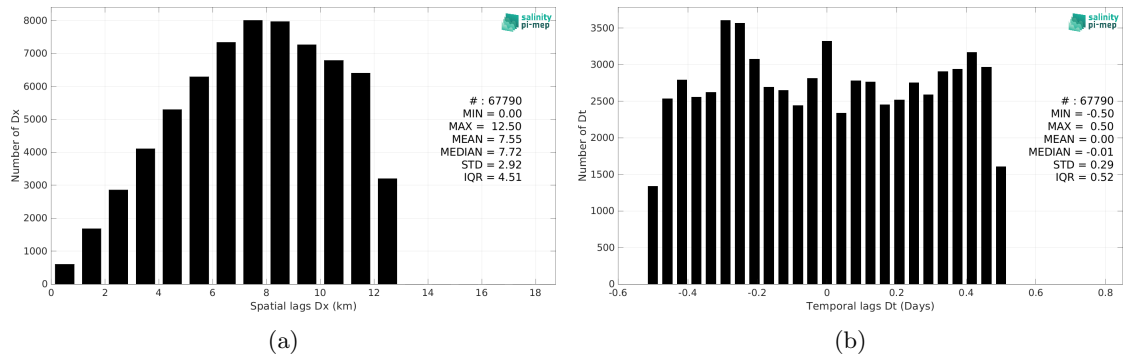 8000
7000
6000
5000
4000
3000
2000
1000
0
Number of Dx
0 2 4 6 8 10 12 14 16 18
Spatial lags Dx (km)
salinity
pi-mep
# : 67790
MIN = 0.00
MAX = 12.50
MEAN = 7.55
MEDIAN = 7.72
STD = 2.92
IQR = 4.51
(a)
3500
3000
2500
2000
1500
1000
500
0
Number of Dt
-0.6 -0.4 -0.2 0 0.2 0.4 0.6 0.8
Temporal lags Dt (Days)
salinity
pi-mep
# : 67790
MIN = -0.50
MAX = 0.50
MEAN = 0.00
MEDIAN = -0.01
STD = 0.29
IQR = 0.52
(b)